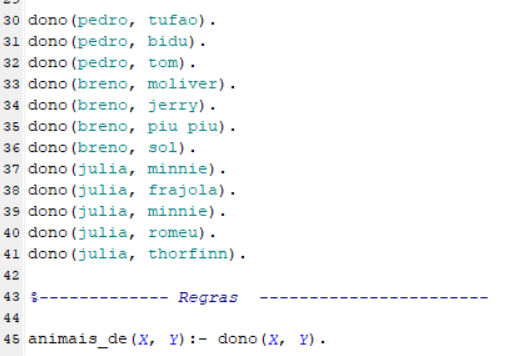 30 dono(pedro, tufao).
31 dono(pedro, bidu).
32 dono(pedro, tom).
33 dono(breno, moliver).
34 dono(breno, jerry).
35 dono(breno, piu piu).
36 dono(breno, sol).
37 dono(julia, minnie).
38 dono(julia, frajola).
39 dono(julia, minnie).
40 dono(julia, romeu).
41 dono(julia, thorfinn).
42
43 %------------- Regras -----------------------
44
45 animais_de(X, Y):- dono(X, Y).